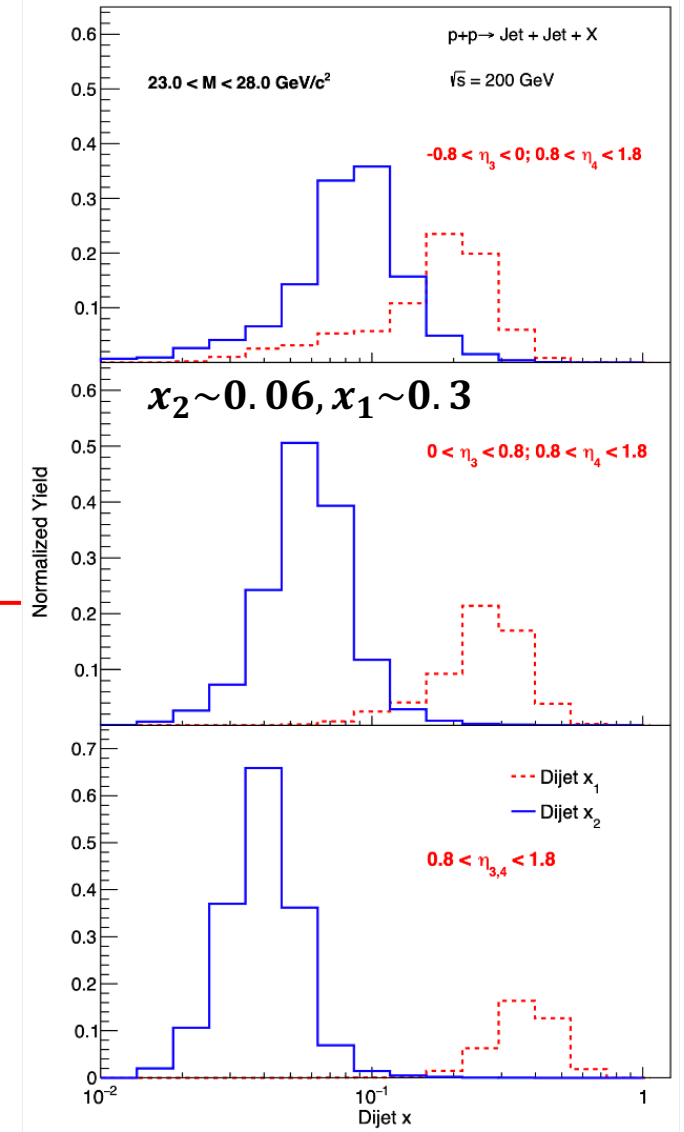 p+p→ Jet + Jet + X
23.0 < M < 28.0 GeV/c²
√s = 200 GeV
-0.8 < η₃ < 0; 0.8 < η₄ < 1.8
0.6
0.5
0.4
0.3
0.2
0.1
x₂~0.06, x₁~0.3
0 < η₃ < 0.8; 0.8 < η₄ < 1.8
0.6
0.5
0.4
0.3
0.2
0.1
Normalized Yield
Dijet x₁
Dijet x₂
0.8 < η₃,₄ < 1.8
0.7
0.6
0.5
0.4
0.3
0.2
0.1
0
10⁻² 10⁻¹ 1
Dijet x